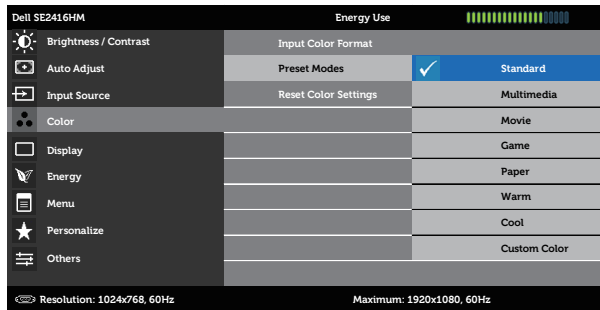 Dell SE2416HM Energy Use
Brightness / Contrast Input Color Format
Auto Adjust Preset Modes Standard
Input Source Reset Color Settings Multimedia
Color Movie
Display Game
Energy Paper
Menu Warm
Personalize Cool
Others Custom Color
Resolution: 1024x768, 60Hz Maximum: 1920x1080, 60Hz